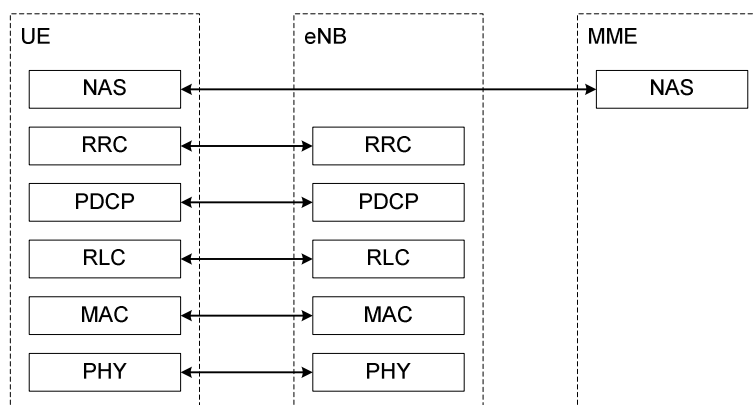 UE eNB MME
NAS NAS
RRC RRC
PDCP PDCP
RLC RLC
MAC MAC
PHY PHY